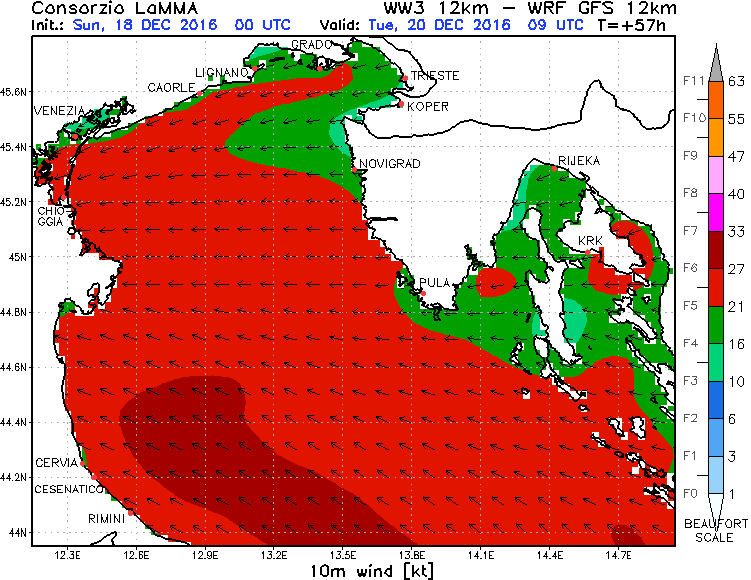 Consorzio LaMMA WW3 12km – WRF GFS 12km
Init.: Sun, 18 DEC 2016 00 UTC Valid: Tue, 20 DEC 2016 09 UTC T=+57h
GRADO
LIGNANO
TRIESTE
CAORLE
KOPER
VENEZIA
NOVIGRAD
RIJEKA
CHIO-
GGIA
KRK
PULA
CERVIA
CESENATICO
RIMINI
45.6N
45.4N
45.2N
45N
44.8N
44.6N
44.4N
44.2N
44N
12.3E 12.6E 12.9E 13.2E 13.5E 13.8E 14.1E 14.4E 14.7E
10m wind [kt]
F11 63
F10 55
F9 47
F8 40
F7 33
F6 27
F5 21
F4 16
F3 10
F2 6
F1 3
F0 1
BEAUFORT
SCALE